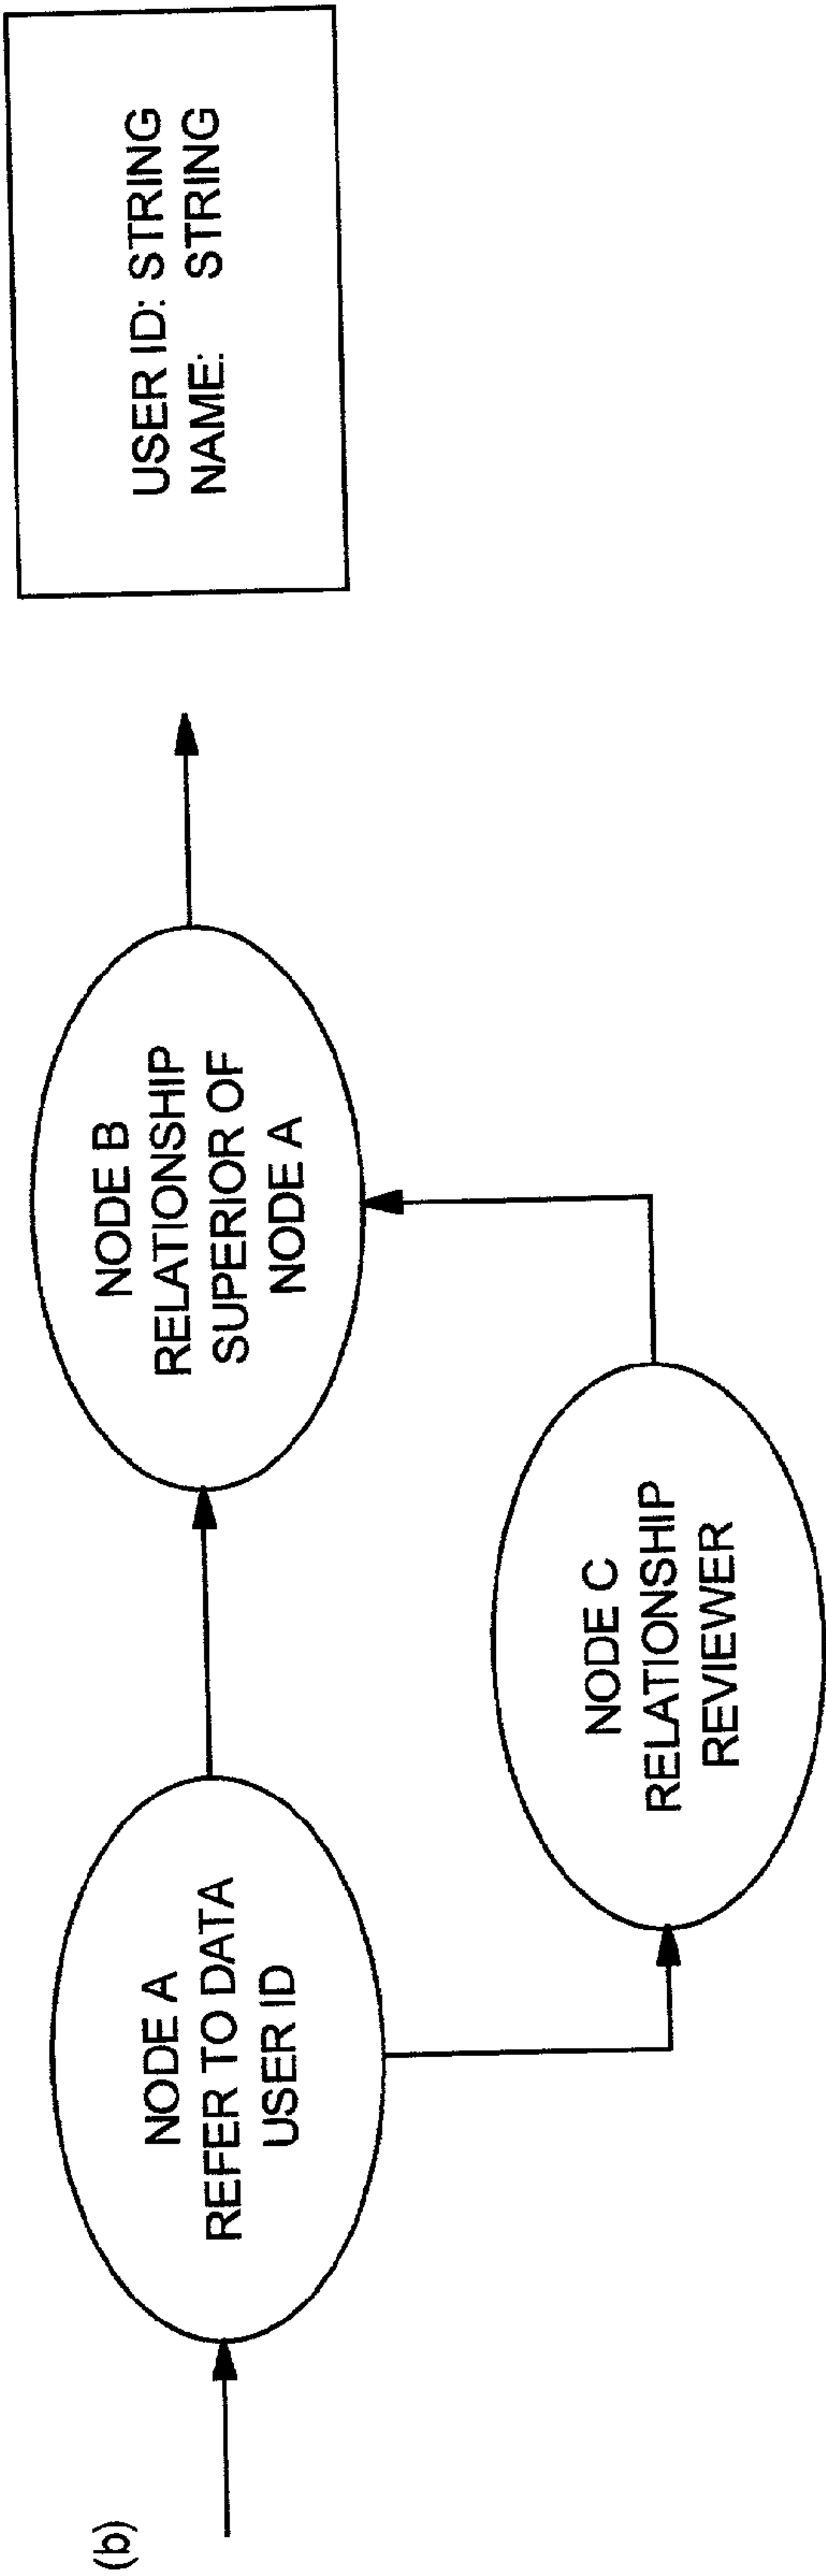 (b)
NODE A
REFER TO DATA
USER ID
NODE B
RELATIONSHIP
SUPERIOR OF
NODE A
NODE C
RELATIONSHIP
REVIEWER
USER ID: STRING
NAME: STRING